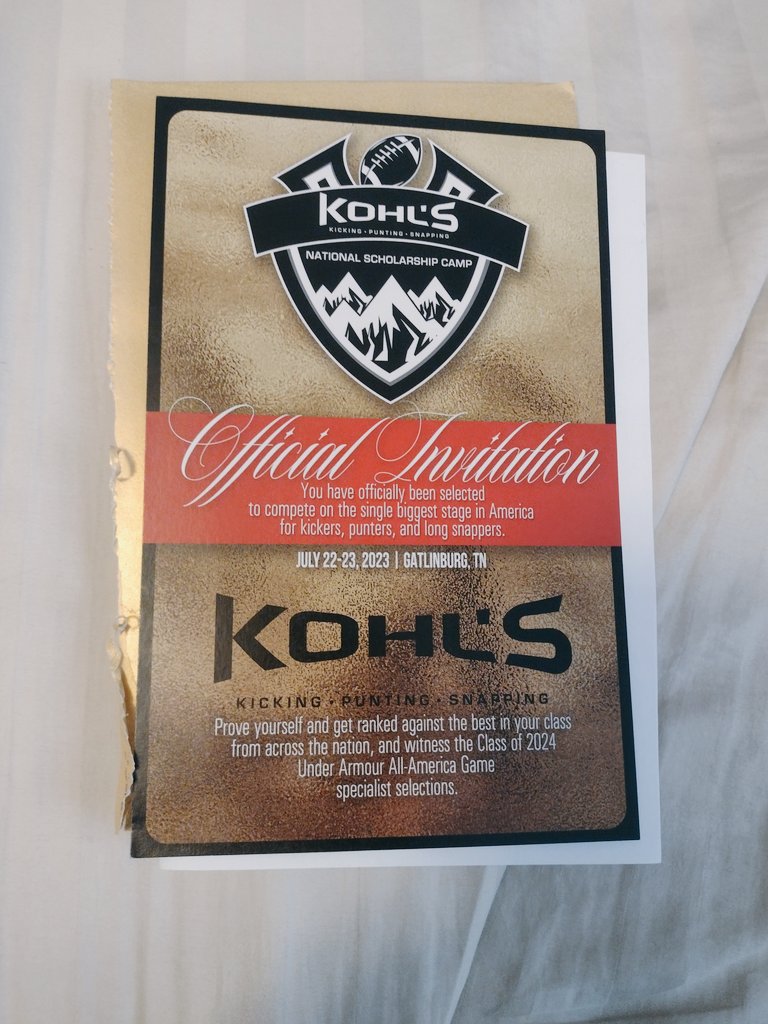 KOHL'S
KICKING · PUNTING · SNAPPING
NATIONAL SCHOLARSHIP CAMP
Official Invitation
You have officially been selected
to compete on the single biggest stage in America
for kickers, punters, and long snappers.
JULY 22-23, 2023 | GATLINBURG, TN
KOHL'S
KICKING · PUNTING · SNAPPING
Prove yourself and get ranked against the best in your class
from across the nation, and witness the Class of 2024
Under Armour All-America Game
specialist selections.